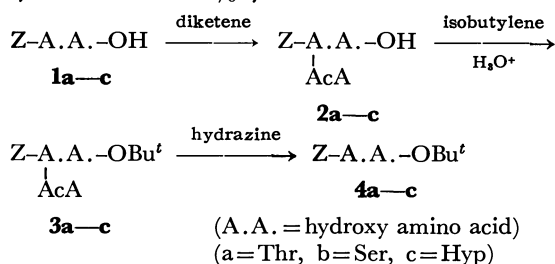 diketene isobutylene
Z–A.A.–OH Z–A.A.–OH
AcA H₃O⁺
1a—c
2a—c
hydrazine
Z–A.A.–OBuᵗ Z–A.A.–OBuᵗ
AcA 4a—c
3a—c (A.A.=hydroxy amino acid)
(a=Thr, b=Ser, c=Hyp)